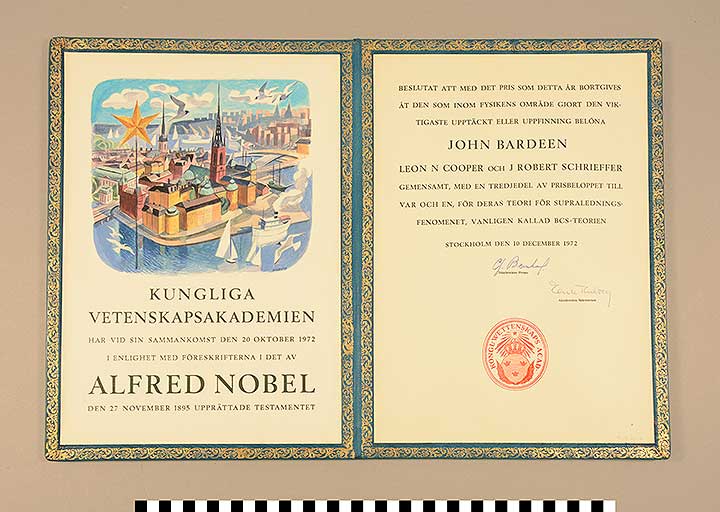 KUNGLIGA
VETENSKAPSAKADEMIEN
HAR VID SIN SAMMANKOMST DEN 20 OKTOBER 1972
I ENLIGHET MED FÖRESKRIFTERNA I DET AV
ALFRED NOBEL
DEN 27 NOVEMBER 1895 UPPRÄTTADE TESTAMENTET
BESLUTAT ATT MED DET PRIS SOM DETTA ÅR BORTGIVES
ÅT DEN SOM INOM FYSIKENS OMRÅDE GJORT DEN VIK-
TIGASTE UPPTÄCKT ELLER UPPFINNING BELÖNA
JOHN BARDEEN
LEON N COOPER OCH J ROBERT SCHRIEFFER
GEMENSAMT, MED EN TREDJEDEL AV PRISBELOPPET TILL
VAR OCH EN, FÖR DERAS TEORI FÖR SUPRALEDNINGS-
FENOMENET, VANLIGEN KALLAD BCS-TEORIEN
STOCKHOLM DEN 10 DECEMBER 1972
Akademiens Preses
Akademiens Sekreterare